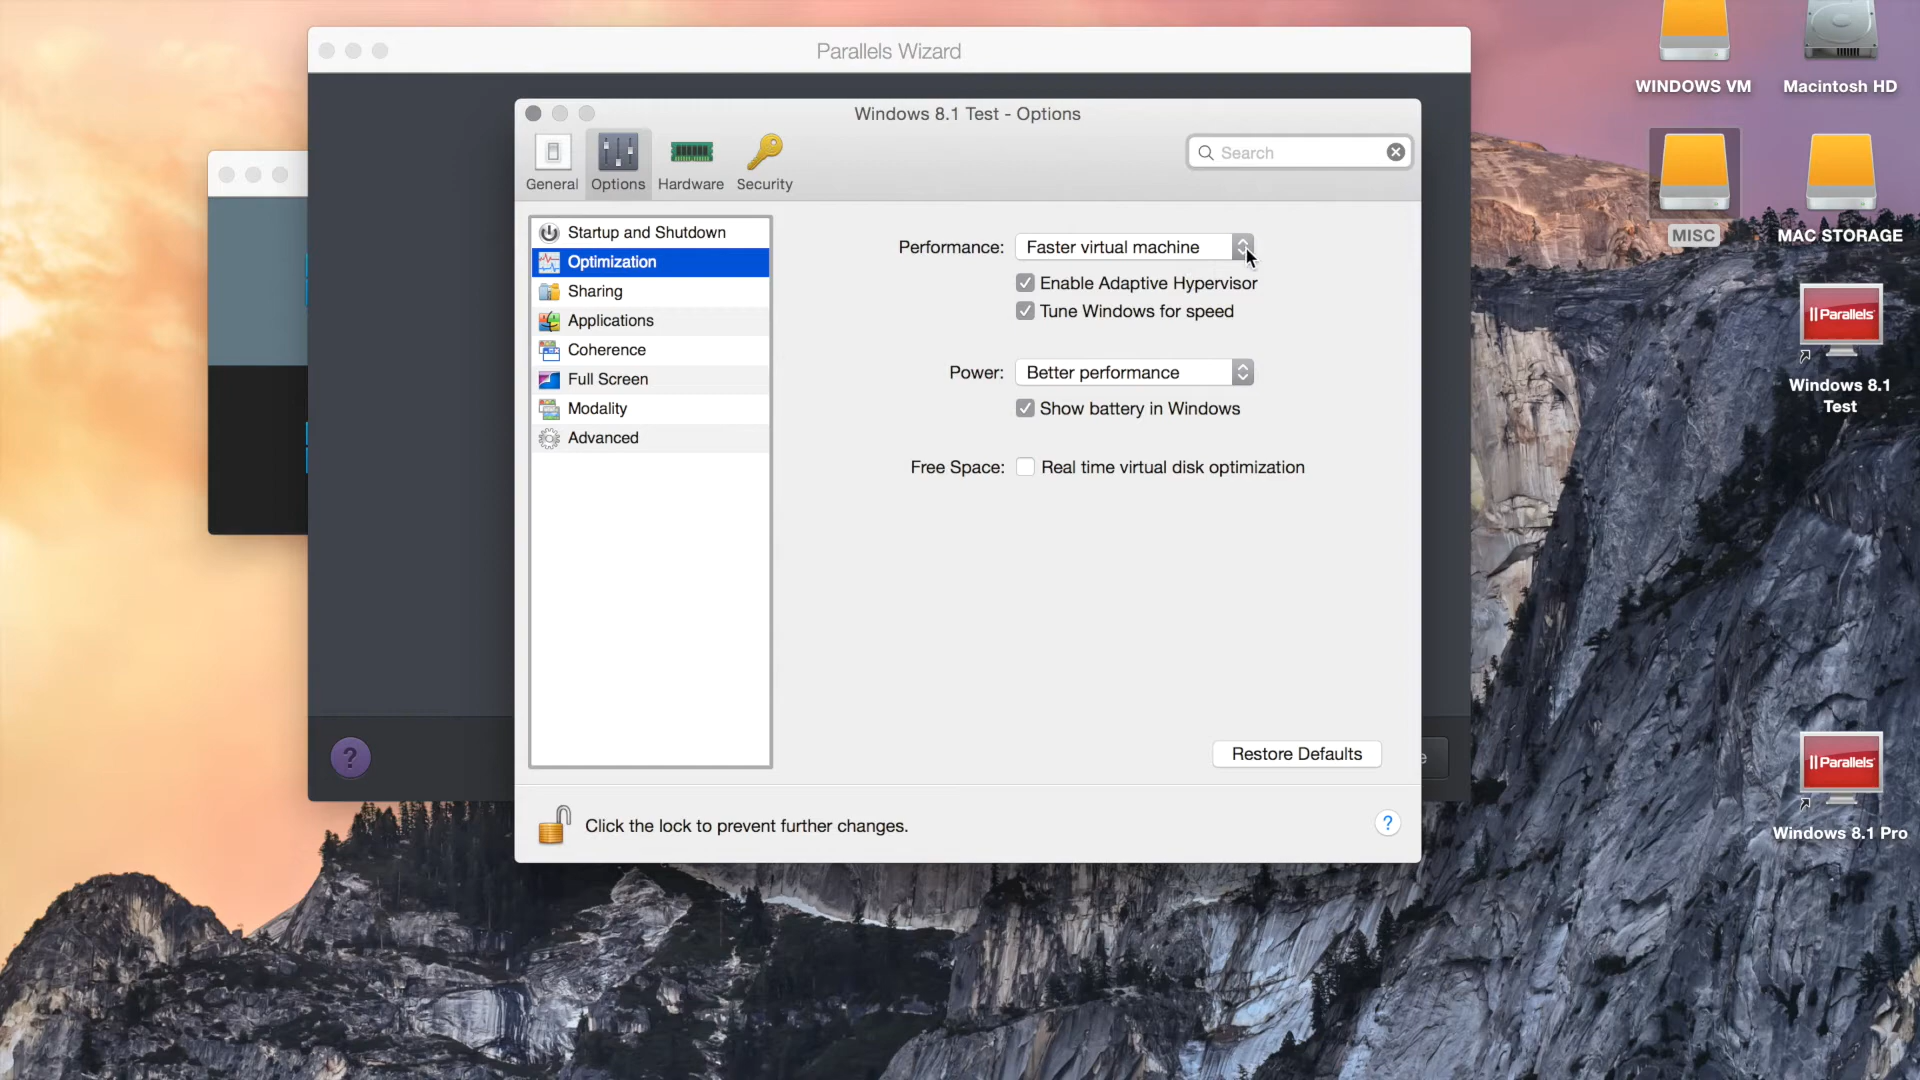 Parallels Wizard
Windows 8.1 Test - Options
General
Options
Hardware
Security
Search
Startup and Shutdown
Optimization
Sharing
Applications
Coherence
Full Screen
Modality
Advanced
Performance: Faster virtual machine
Enable Adaptive Hypervisor
Tune Windows for speed
Power: Better performance
Show battery in Windows
Free Space: Real time virtual disk optimization
Restore Defaults
Click the lock to prevent further changes.
?
?
WINDOWS VM
Macintosh HD
MISC
MAC STORAGE
|| Parallels
Windows 8.1
Test
|| Parallels
Windows 8.1 Pro